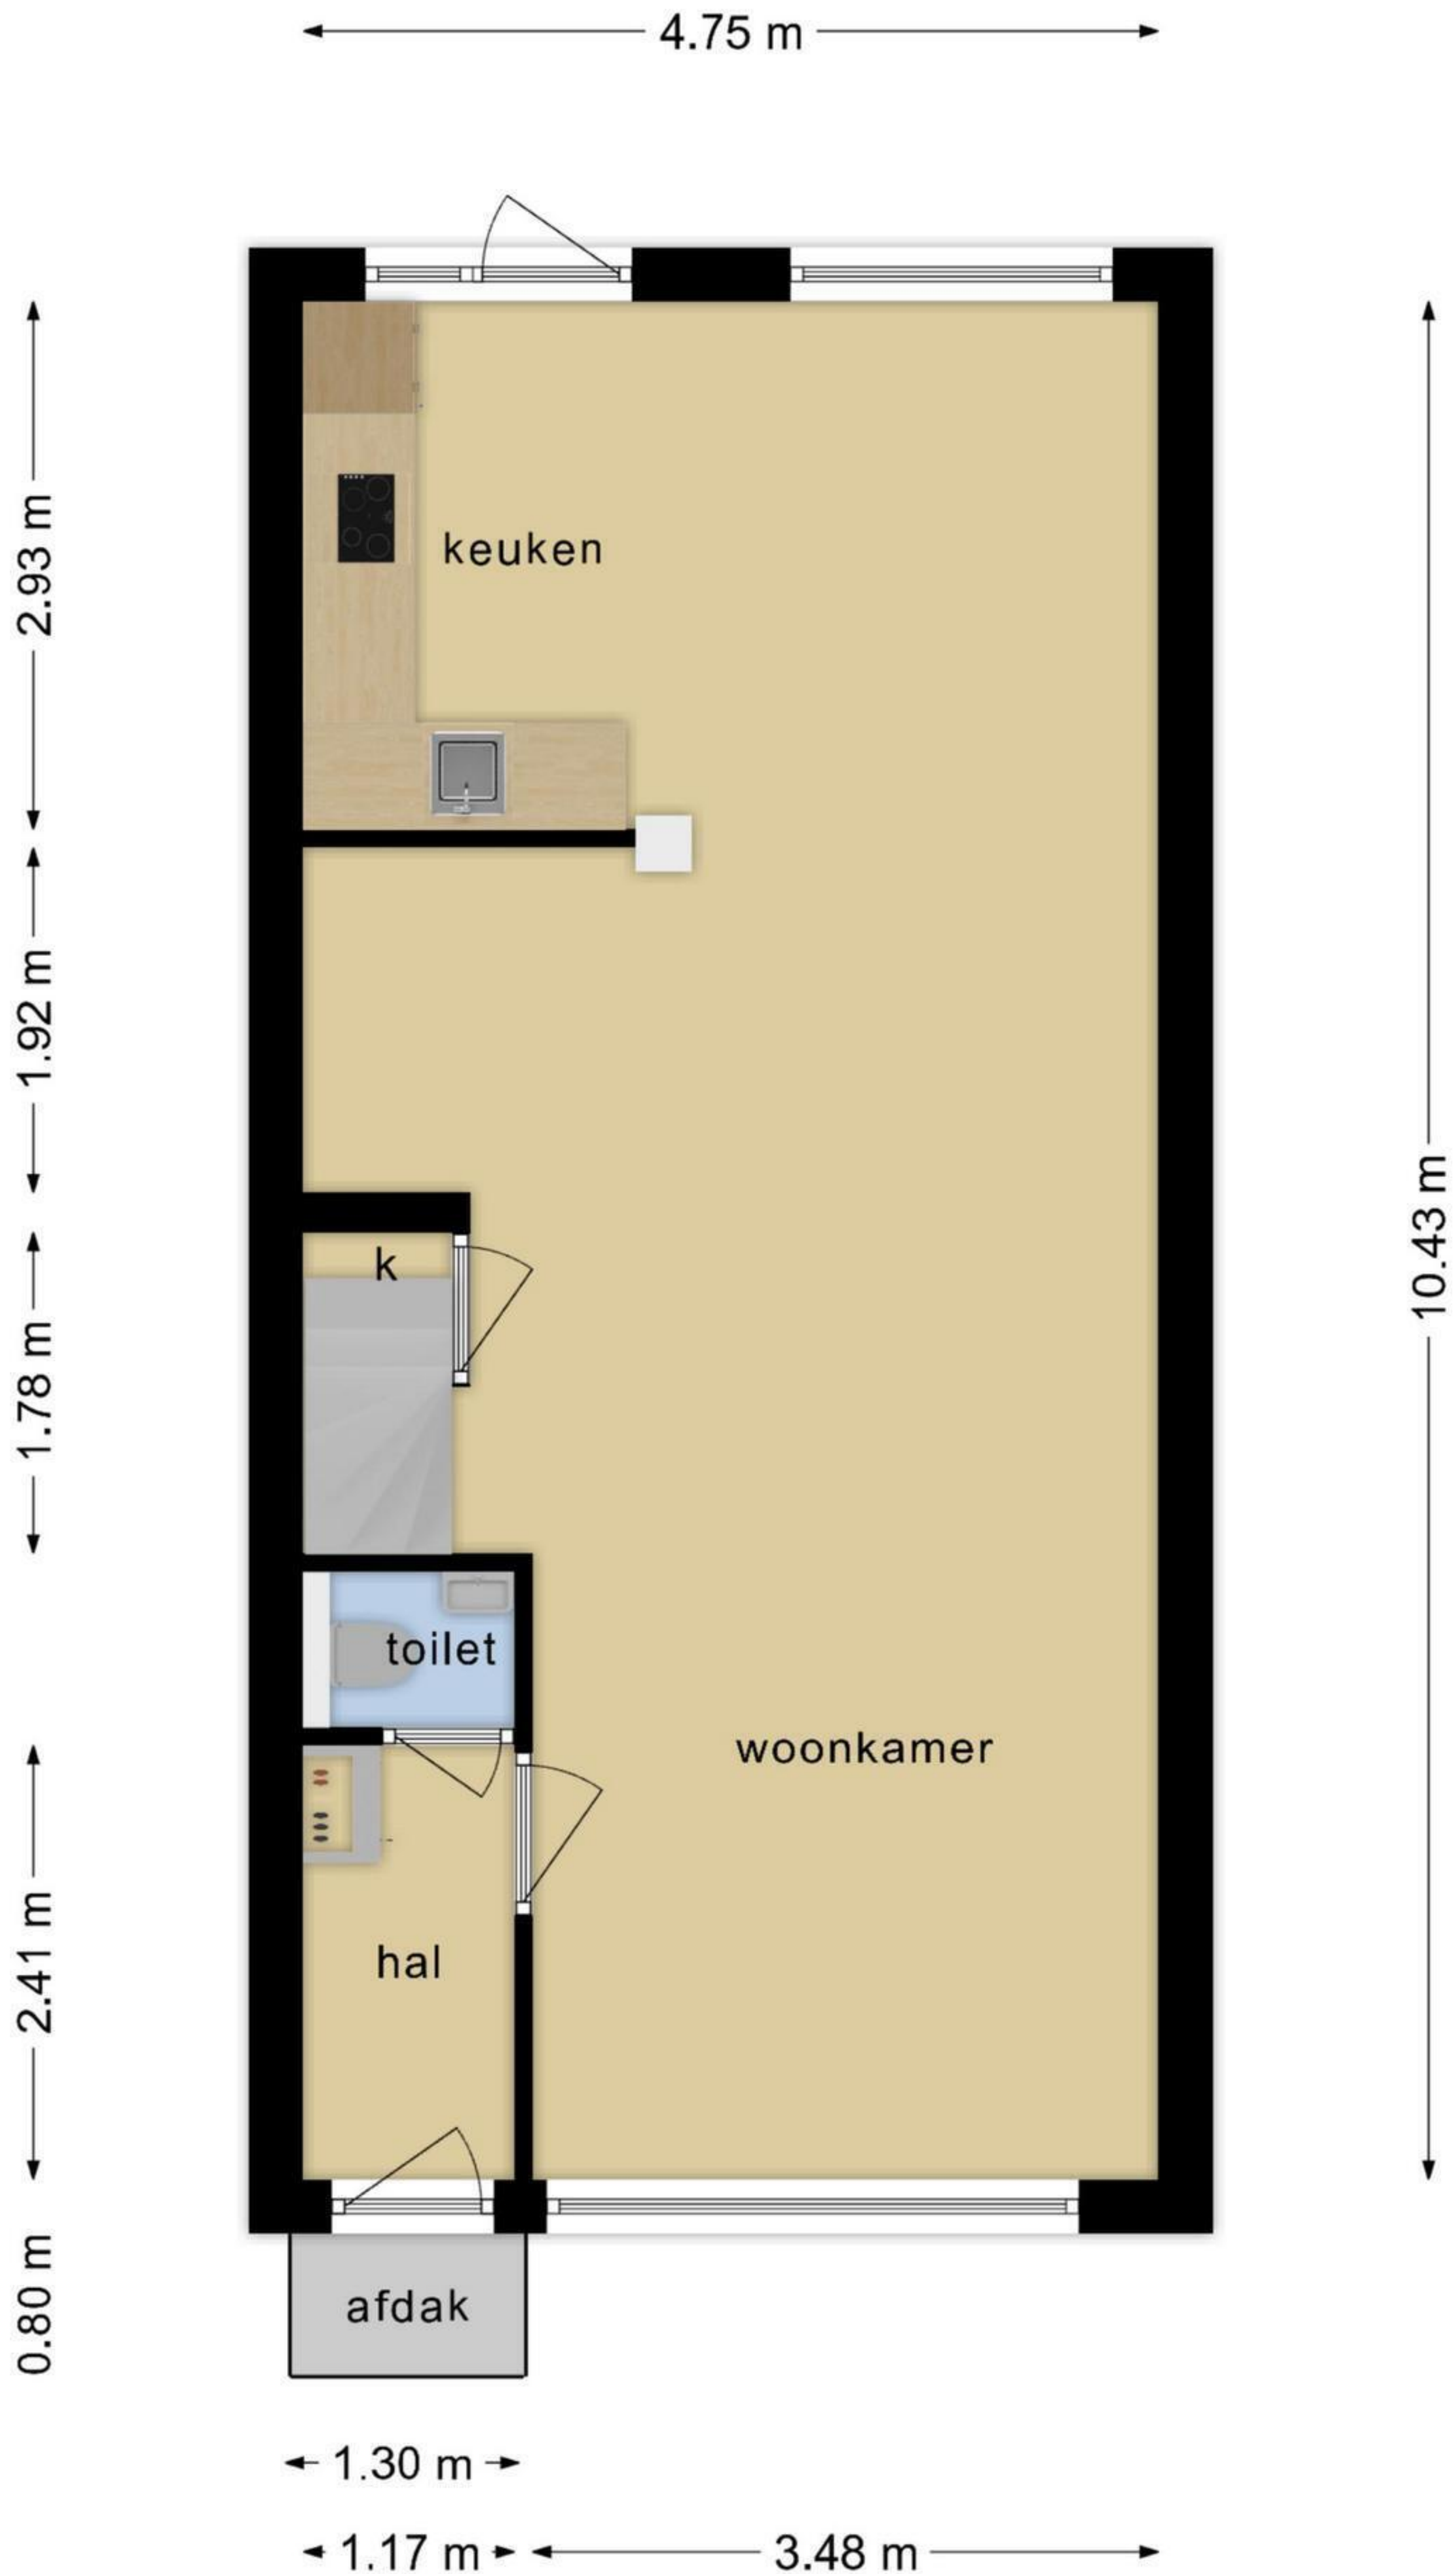 4.75 m
2.93 m
keuken
1.92 m
10.43 m
k
1.78 m
toilet
woonkamer
2.41 m
hal
0.80 m
afdak
1.30 m
1.17 m
3.48 m